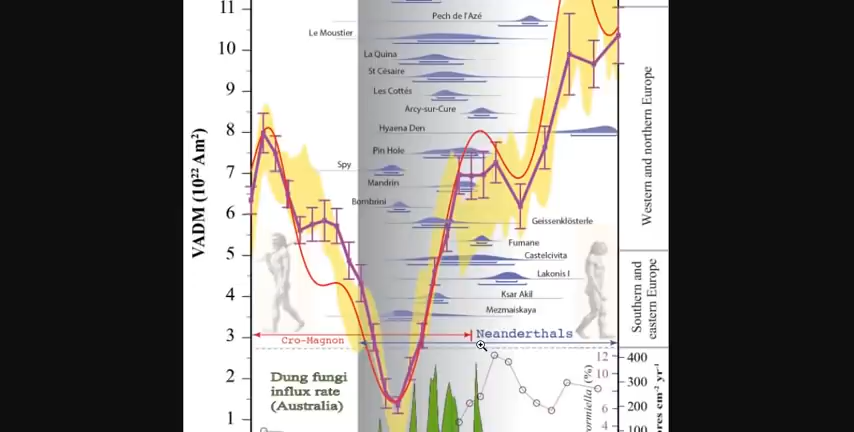 11
Pech de l'Azé
Le Moustier
10
La Quina
St Césaire
9
Les Cottés
Arcy-sur-Cure
8
Hyaena Den
Pin Hole
7
Spy
Mandrin
6
Bombrini
Geissenklösterle
Fumane
5
Castelcivita
Lakonis I
4
Ksar Akil
Mezmaiskaya
3
Cro-Magnon
Neanderthals
2
1
VADM (10²² Am²)
Western and northern Europe
Southern and
eastern Europe
Dung fungi
influx rate
(Australia)
12
10
6
4
(%)
400
300
200
100